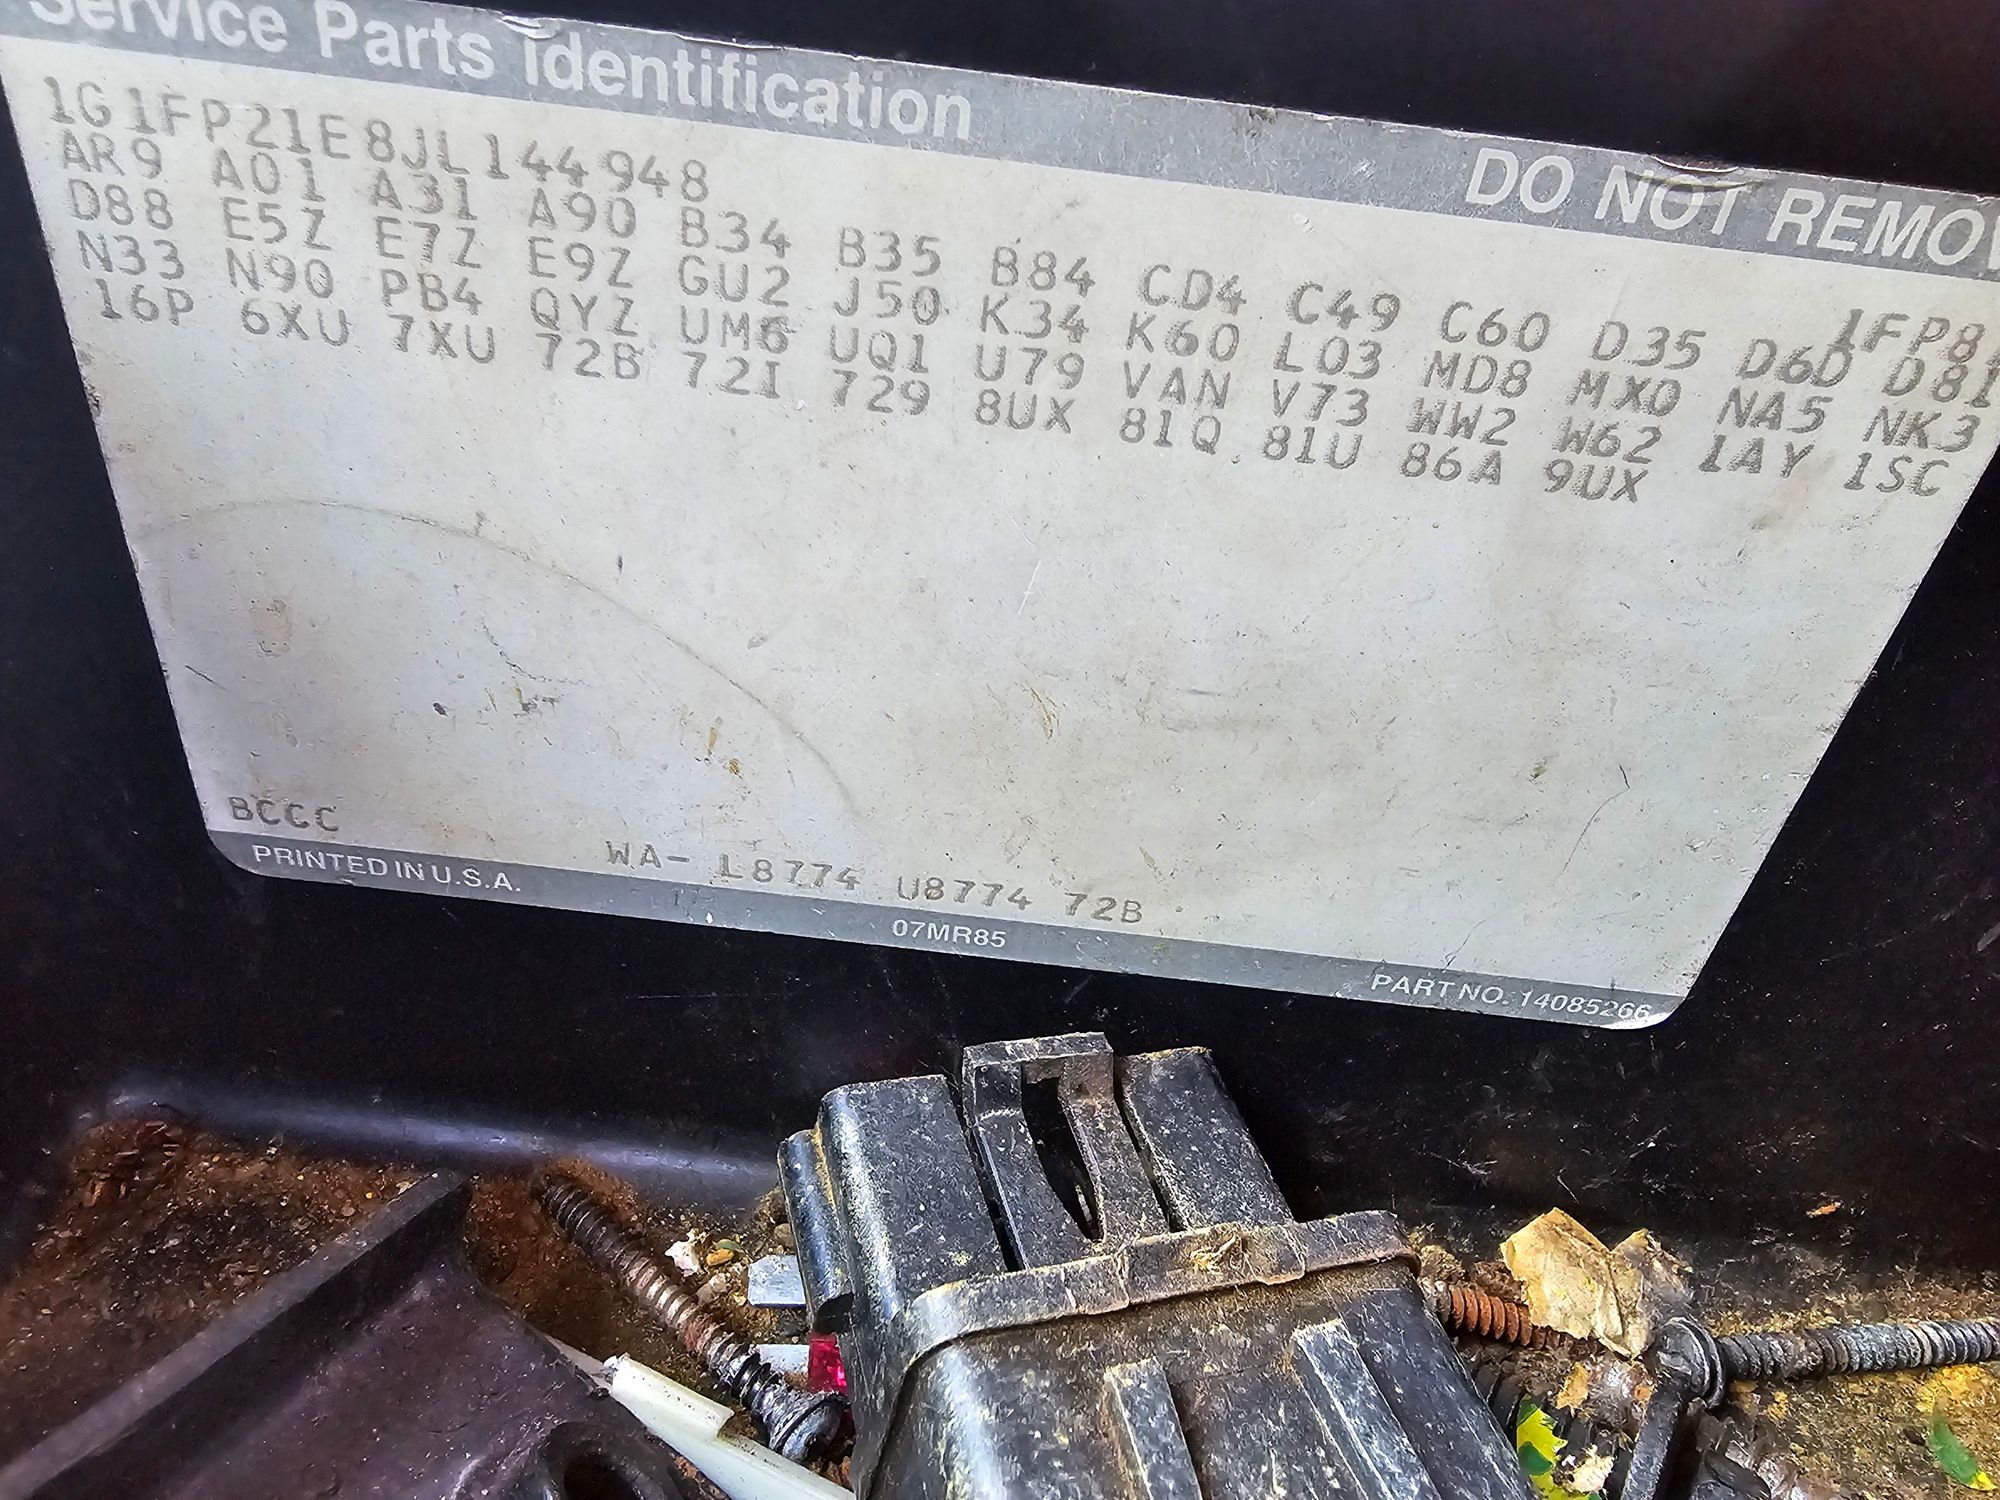 Service Parts Identification DO NOT REMOV
1G1FP21E8JL144948 1FP87
AR9 A01 A31 A90 B34 B35 B84 CD4 C49 C60 D35 D6D D81
D88 E5Z E7Z E9Z GU2 J50 K34 K60 L03 MD8 MX0 NA5 NK3
N33 N90 PB4 QYZ UM6 UQ1 U79 VAN V73 WW2 W62 1AY 1SC
16P 6XU 7XU 72B 72I 729 8UX 81Q 81U 86A 9UX
BCCC WA- L8774 U8774 72B
PRINTED IN U.S.A. 07MR85 PART NO. 14085266